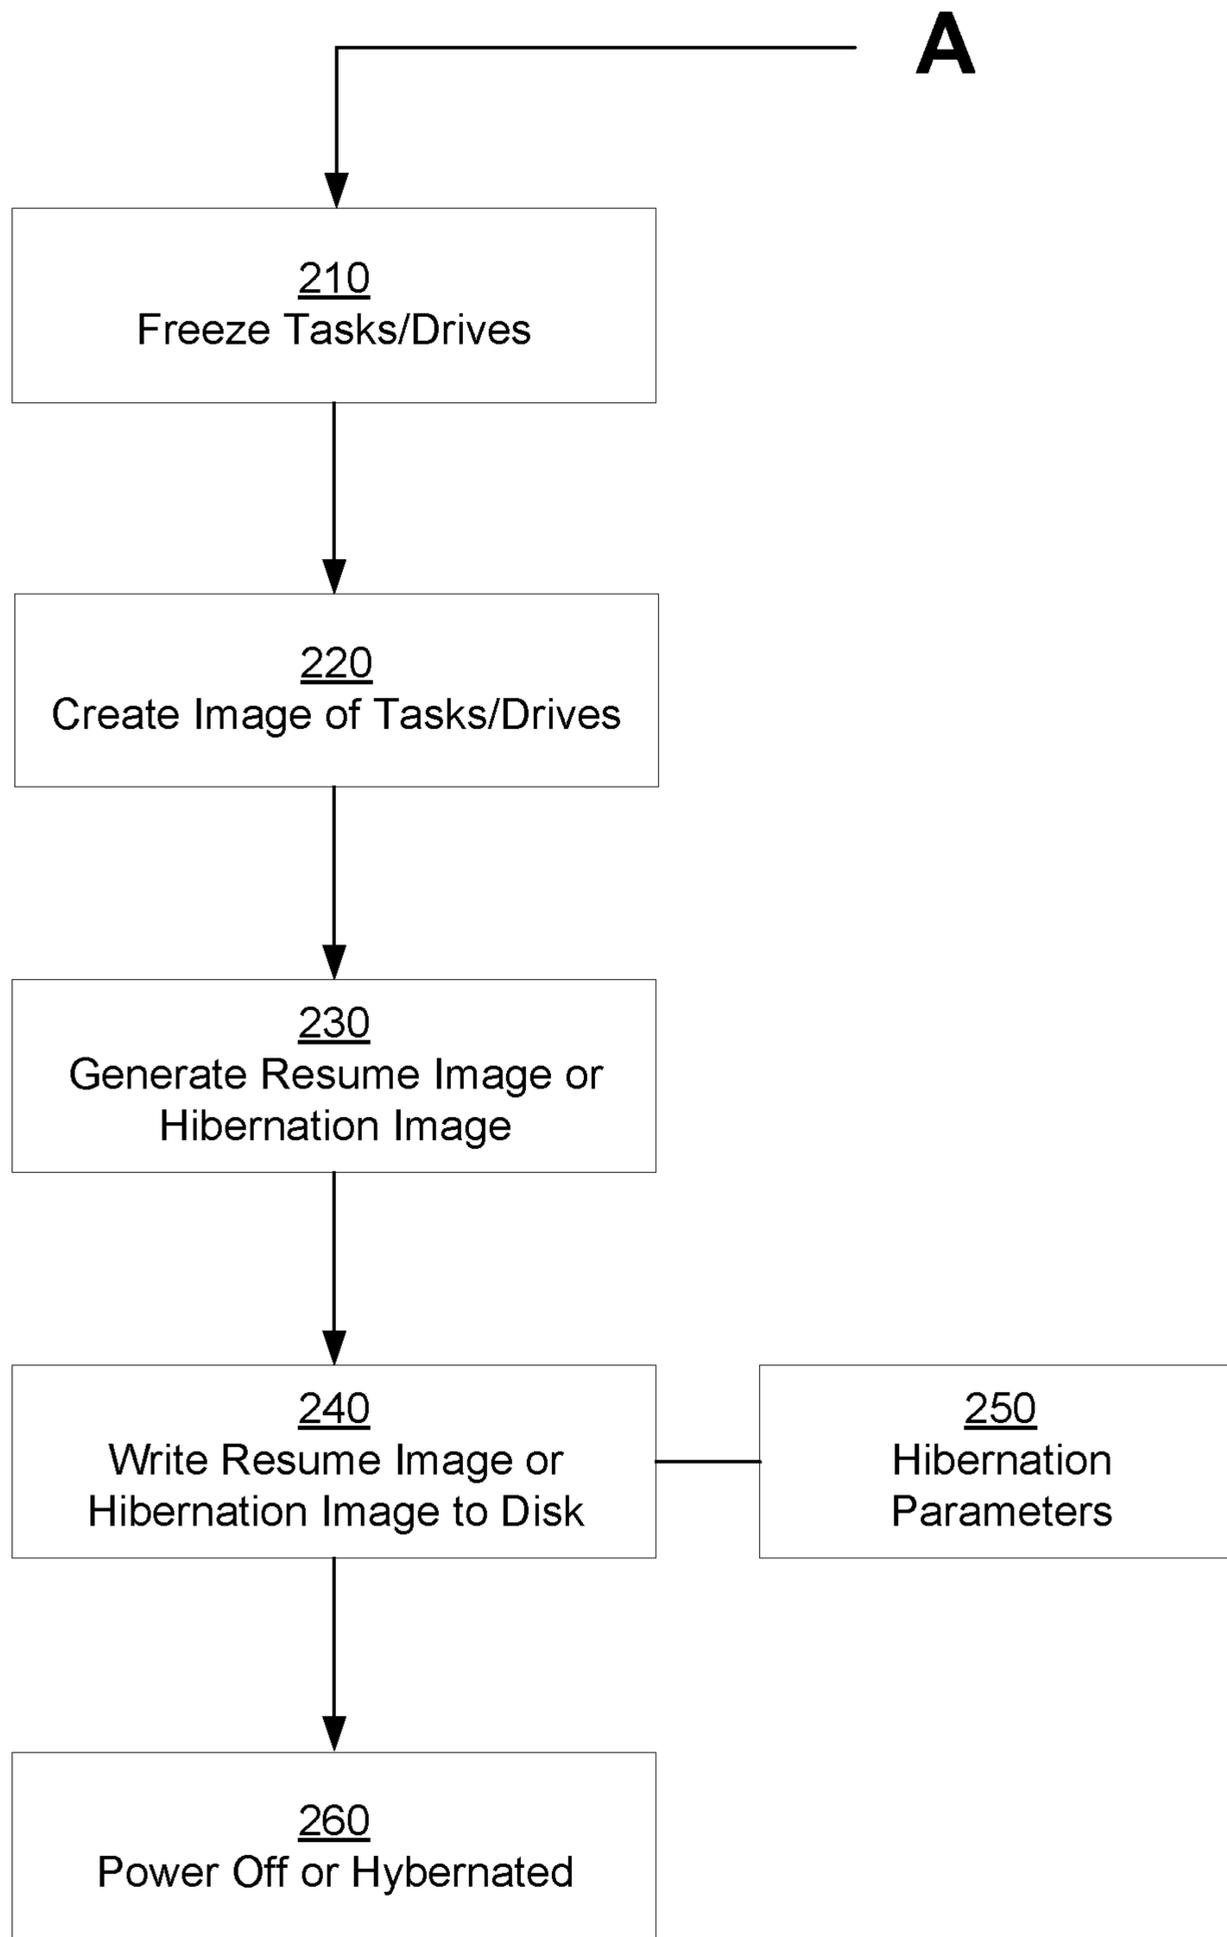 A
210
Freeze Tasks/Drives
220
Create Image of Tasks/Drives
230
Generate Resume Image or
Hibernation Image
240
Write Resume Image or
Hibernation Image to Disk
250
Hibernation
Parameters
260
Power Off or Hybernated